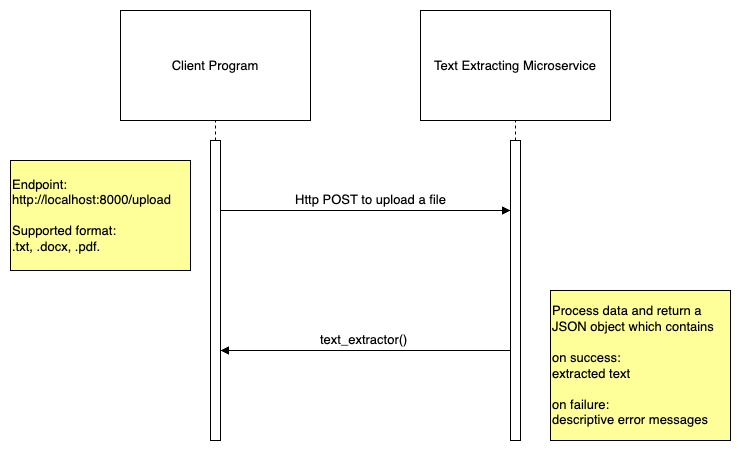 Client Program
Text Extracting Microservice
Endpoint:
http://localhost:8000/upload
Supported format:
.txt, .docx, .pdf.
Http POST to upload a file
Process data and return a
JSON object which contains
on success:
extracted text
on failure:
descriptive error messages
text_extractor()